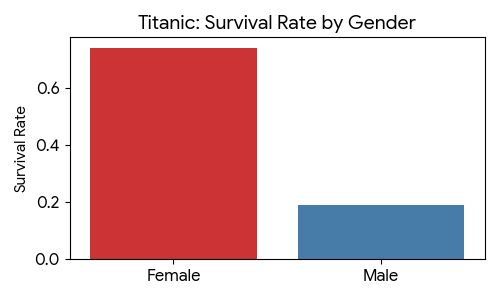 Titanic: Survival Rate by Gender
Survival Rate
0.6
0.4
0.2
0.0
Female Male